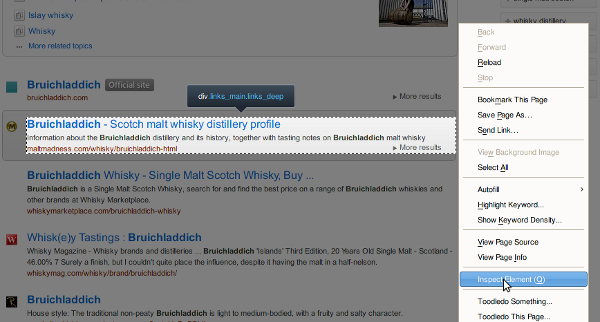 Islay whisky
Whisky
More related topics
+ whisky distillery
Bruichladdich Official site
bruichladdich.com
More results
div.links_main.links_deep
Bruichladdich - Scotch malt whisky distillery profile
Information about the Bruichladdich distillery and its history, together with tasting notes on Bruichladdich malt whisky
maltmadness.com/whisky/bruichladdich-html
More results
Bruichladdich Whisky - Single Malt Scotch Whisky, Buy ...
Bruichladdich is a Single Malt Scotch Whisky, search for and find the best price on a range of Bruichladdich whiskies and
other brands at Whisky Marketplace.
whiskymarketplace.com/bruichladdich-whisky
Whisk(e)y Tastings : Bruichladdich
Whisky Magazine - Whisky brands and distilleries ... Bruichladdich 'Islands' Third Edition, 20 Years Old Single Malt - Scotland -
46.00% 7 Surely a finish, but I couldn't quite place the influence, despite it having the malt in a half-nelson.
whiskymag.com/whisky/brand/bruichladdich/
Bruichladdich
House style: The traditional non-peaty Bruichladdich is light to medium-bodied, with a fruity and salty character.
Back
Forward
Reload
Stop
Bookmark This Page
Save Page As...
Send Link...
View Background Image
Select All
Autofill
Highlight Keyword...
Show Keyword Density...
View Page Source
View Page Info
Inspect Element (Q)
Toodledo Something...
Toodledo This Page...